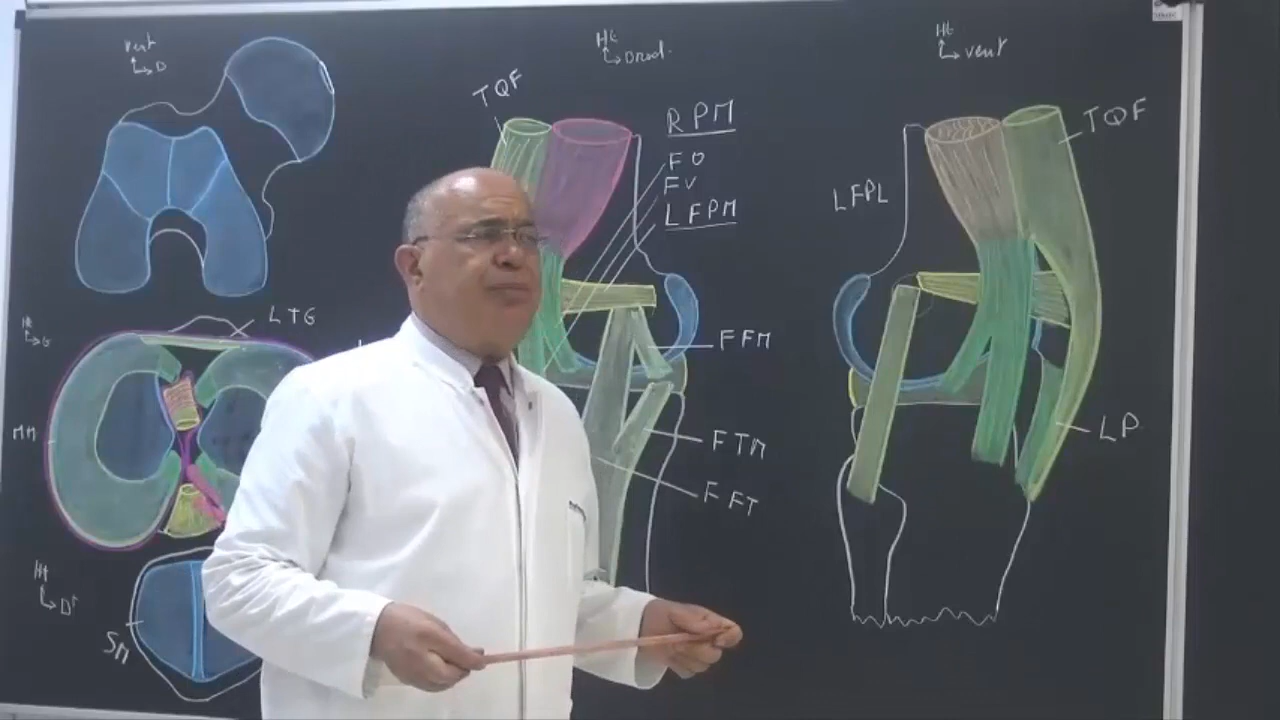 Vent
D
Ht
Droit.
Ht
Vent
TQF
RPM
FO
FV
LFPM
TQF
LFPL
Ht
G
LTG
FFM
MM
LP
FTM
FFT
Ht
Dt
SM